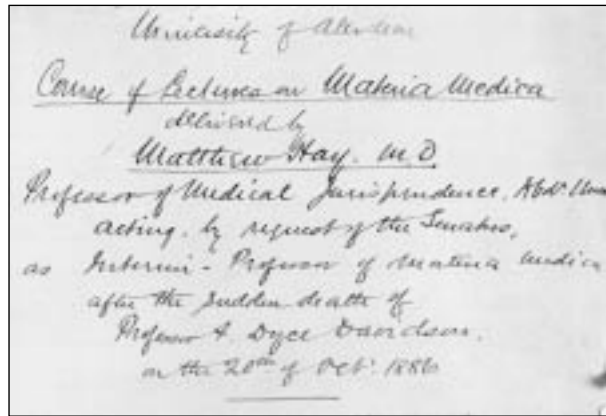 University of Aberdeen
Course of Lectures on Materia Medica
delivered by
Matthew Hay. M.D.
Professor of Medical Jurisprudence, Abdn. Univ.
acting, by request of the Senatus,
as Interim-Professor of Materia Medica
after the sudden death of
Professor A. Dyce Davidson.
on the 20th of Oct. 1886